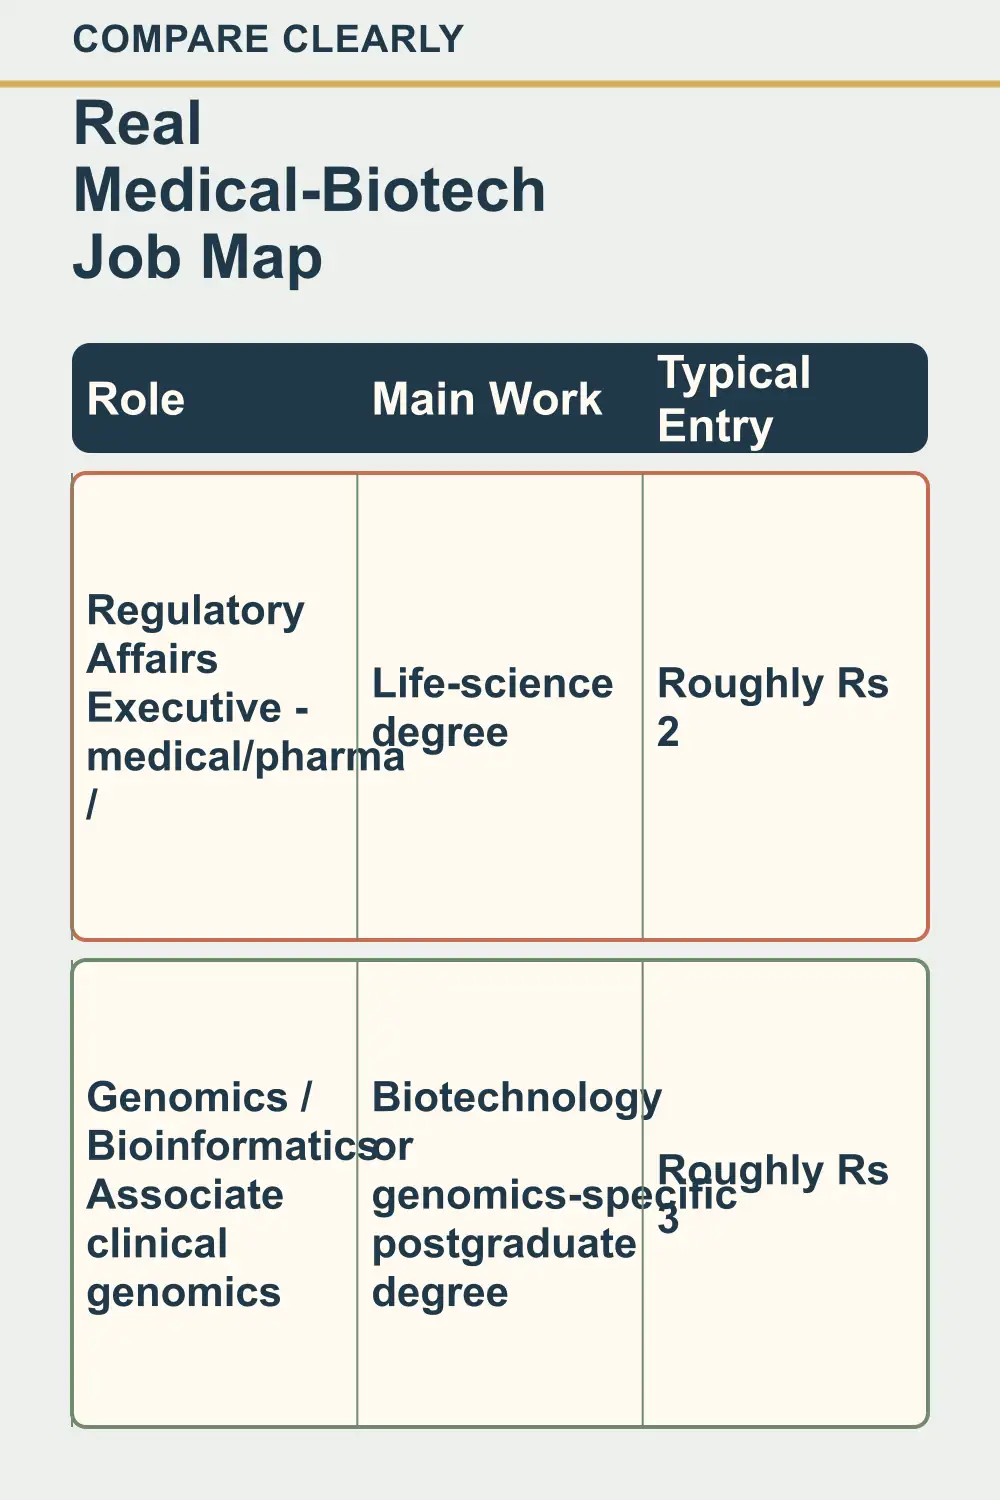 COMPARE CLEARLY
Real
Medical-Biotech
Job Map
Role
Main Work
Typical
Entry
Regulatory
Affairs
Executive -
medical/pharma
/
Life-science
degree
Roughly Rs
2
Genomics /
Bioinformatics
Associate
clinical
genomics
Biotechnology
or
genomics-specific
postgraduate
degree
Roughly Rs
3